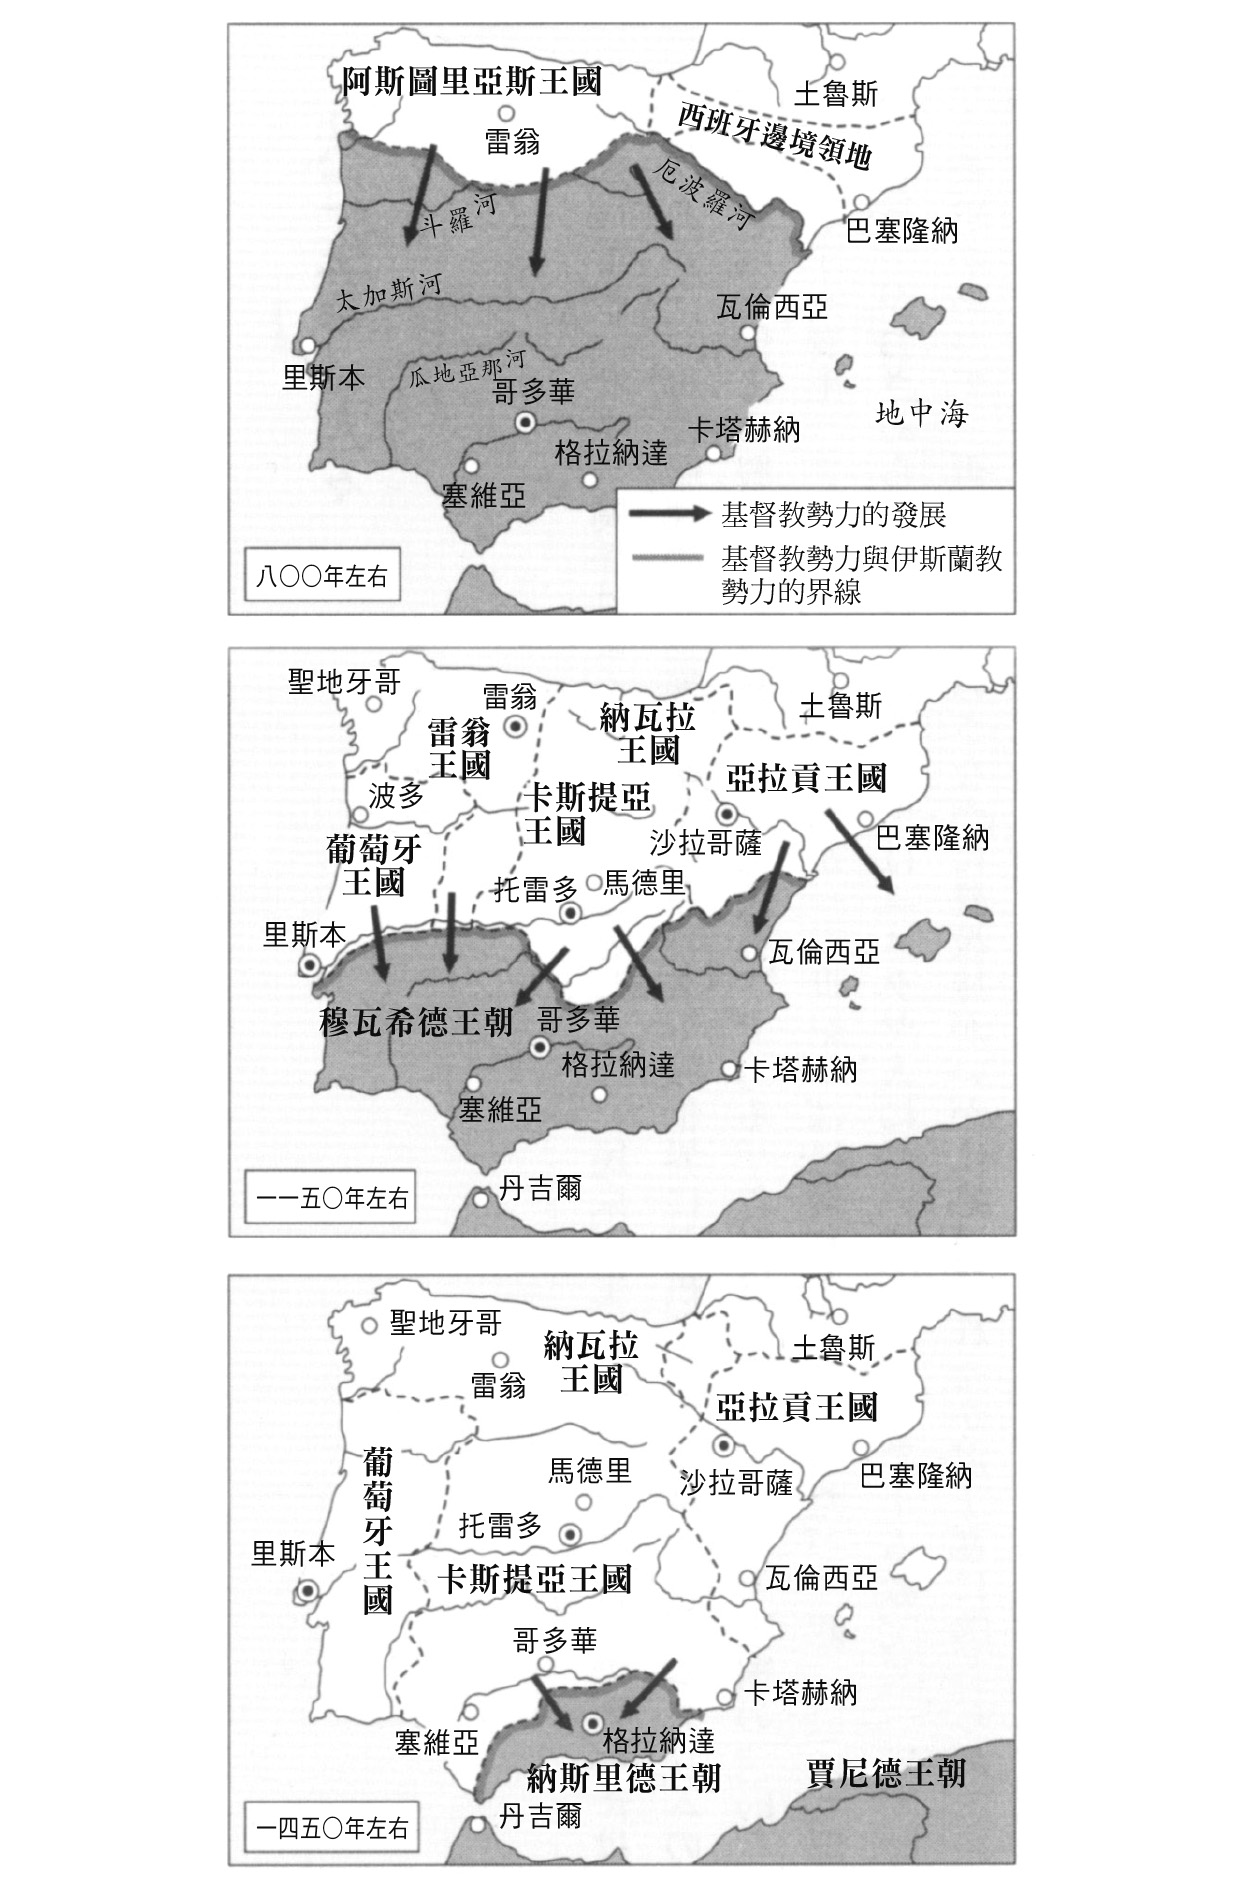 阿斯圖里亞斯王國
雷翁
土魯斯
西班牙邊境領地
厄波羅河
斗羅河
巴塞隆納
太加斯河
瓦倫西亞
里斯本
瓜地亞那河
哥多華
地中海
卡塔赫納
格拉納達
塞維亞
基督教勢力的發展
基督教勢力與伊斯蘭教
勢力的界線
八〇〇年左右
聖地牙哥
雷翁
土魯斯
雷翁
王國
納瓦拉
王國
亞拉貢王國
波多
卡斯提亞
王國
葡萄牙
王國
沙拉哥薩
巴塞隆納
托雷多
馬德里
里斯本
瓦倫西亞
穆瓦希德王朝
哥多華
格拉納達
卡塔赫納
塞維亞
丹吉爾
一一五〇年左右
聖地牙哥
納瓦拉
王國
土魯斯
雷翁
亞拉貢王國
葡萄牙王國
馬德里
沙拉哥薩
巴塞隆納
托雷多
里斯本
卡斯提亞王國
瓦倫西亞
哥多華
卡塔赫納
塞維亞
格拉納達
納斯里德王朝
賈尼德王朝
丹吉爾
一四五〇年左右